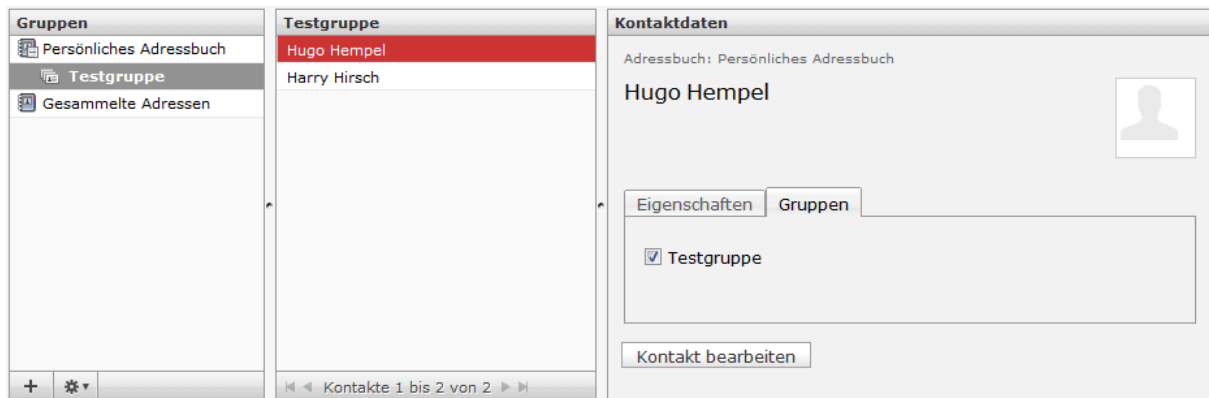 Gruppen
Persönliches Adressbuch
Testgruppe
Gesammelte Adressen
Testgruppe
Hugo Hempel
Harry Hirsch
Kontakte 1 bis 2 von 2
Kontaktdaten
Adressbuch: Persönliches Adressbuch
Hugo Hempel
Eigenschaften Gruppen
Testgruppe
Kontakt bearbeiten